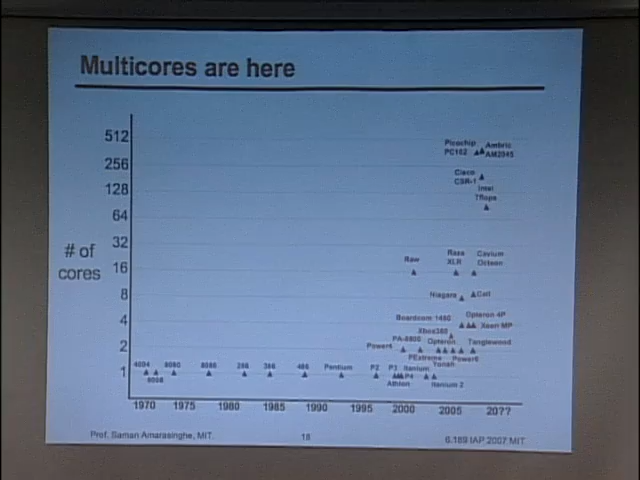 Multicores are here
512
256
128
64
32
16
8
4
2
1
# of
cores
Picochip
PC102
Ambric
AM2045
Cisco
CSR-1
Intel
Tflops
Raw
Raza
XLR
Cavium
Octeon
Niagara
Cell
Boardcom 1480
Opteron 4P
Xeon MP
Xbox360
PA-8800
Opteron
Tanglewood
Power4
PExtreme
Power6
Yonah
4004
8008
8080
8086
286
386
486
Pentium
P2
P3
P4
Itanium
Athlon
Itanium 2
1970
1975
1980
1985
1990
1995
2000
2005
20??
Prof. Saman Amarasinghe, MIT.
18
6.189 IAP 2007 MIT